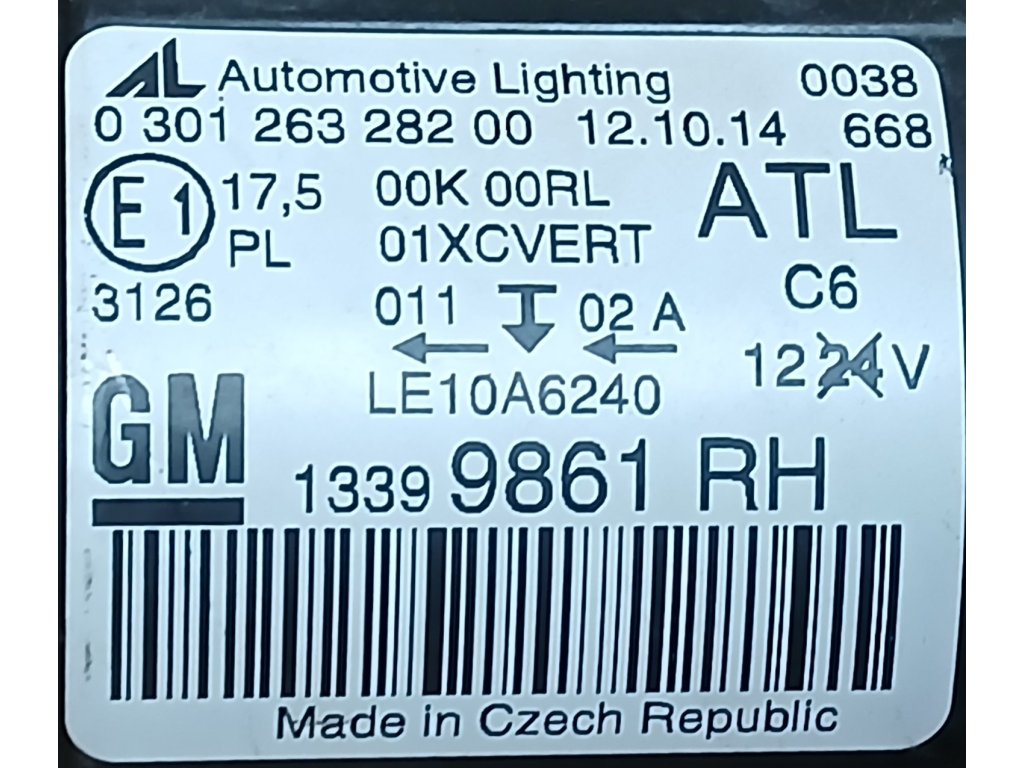 AL Automotive Lighting 0038
0 301 263 282 00 12.10.14 668
E1 17,5 00K 00RL ATL
PL 01XCVERT
3126 011 02 A C6
LE10A6240 12 24 V
GM 1339 9861 RH
Made in Czech Republic